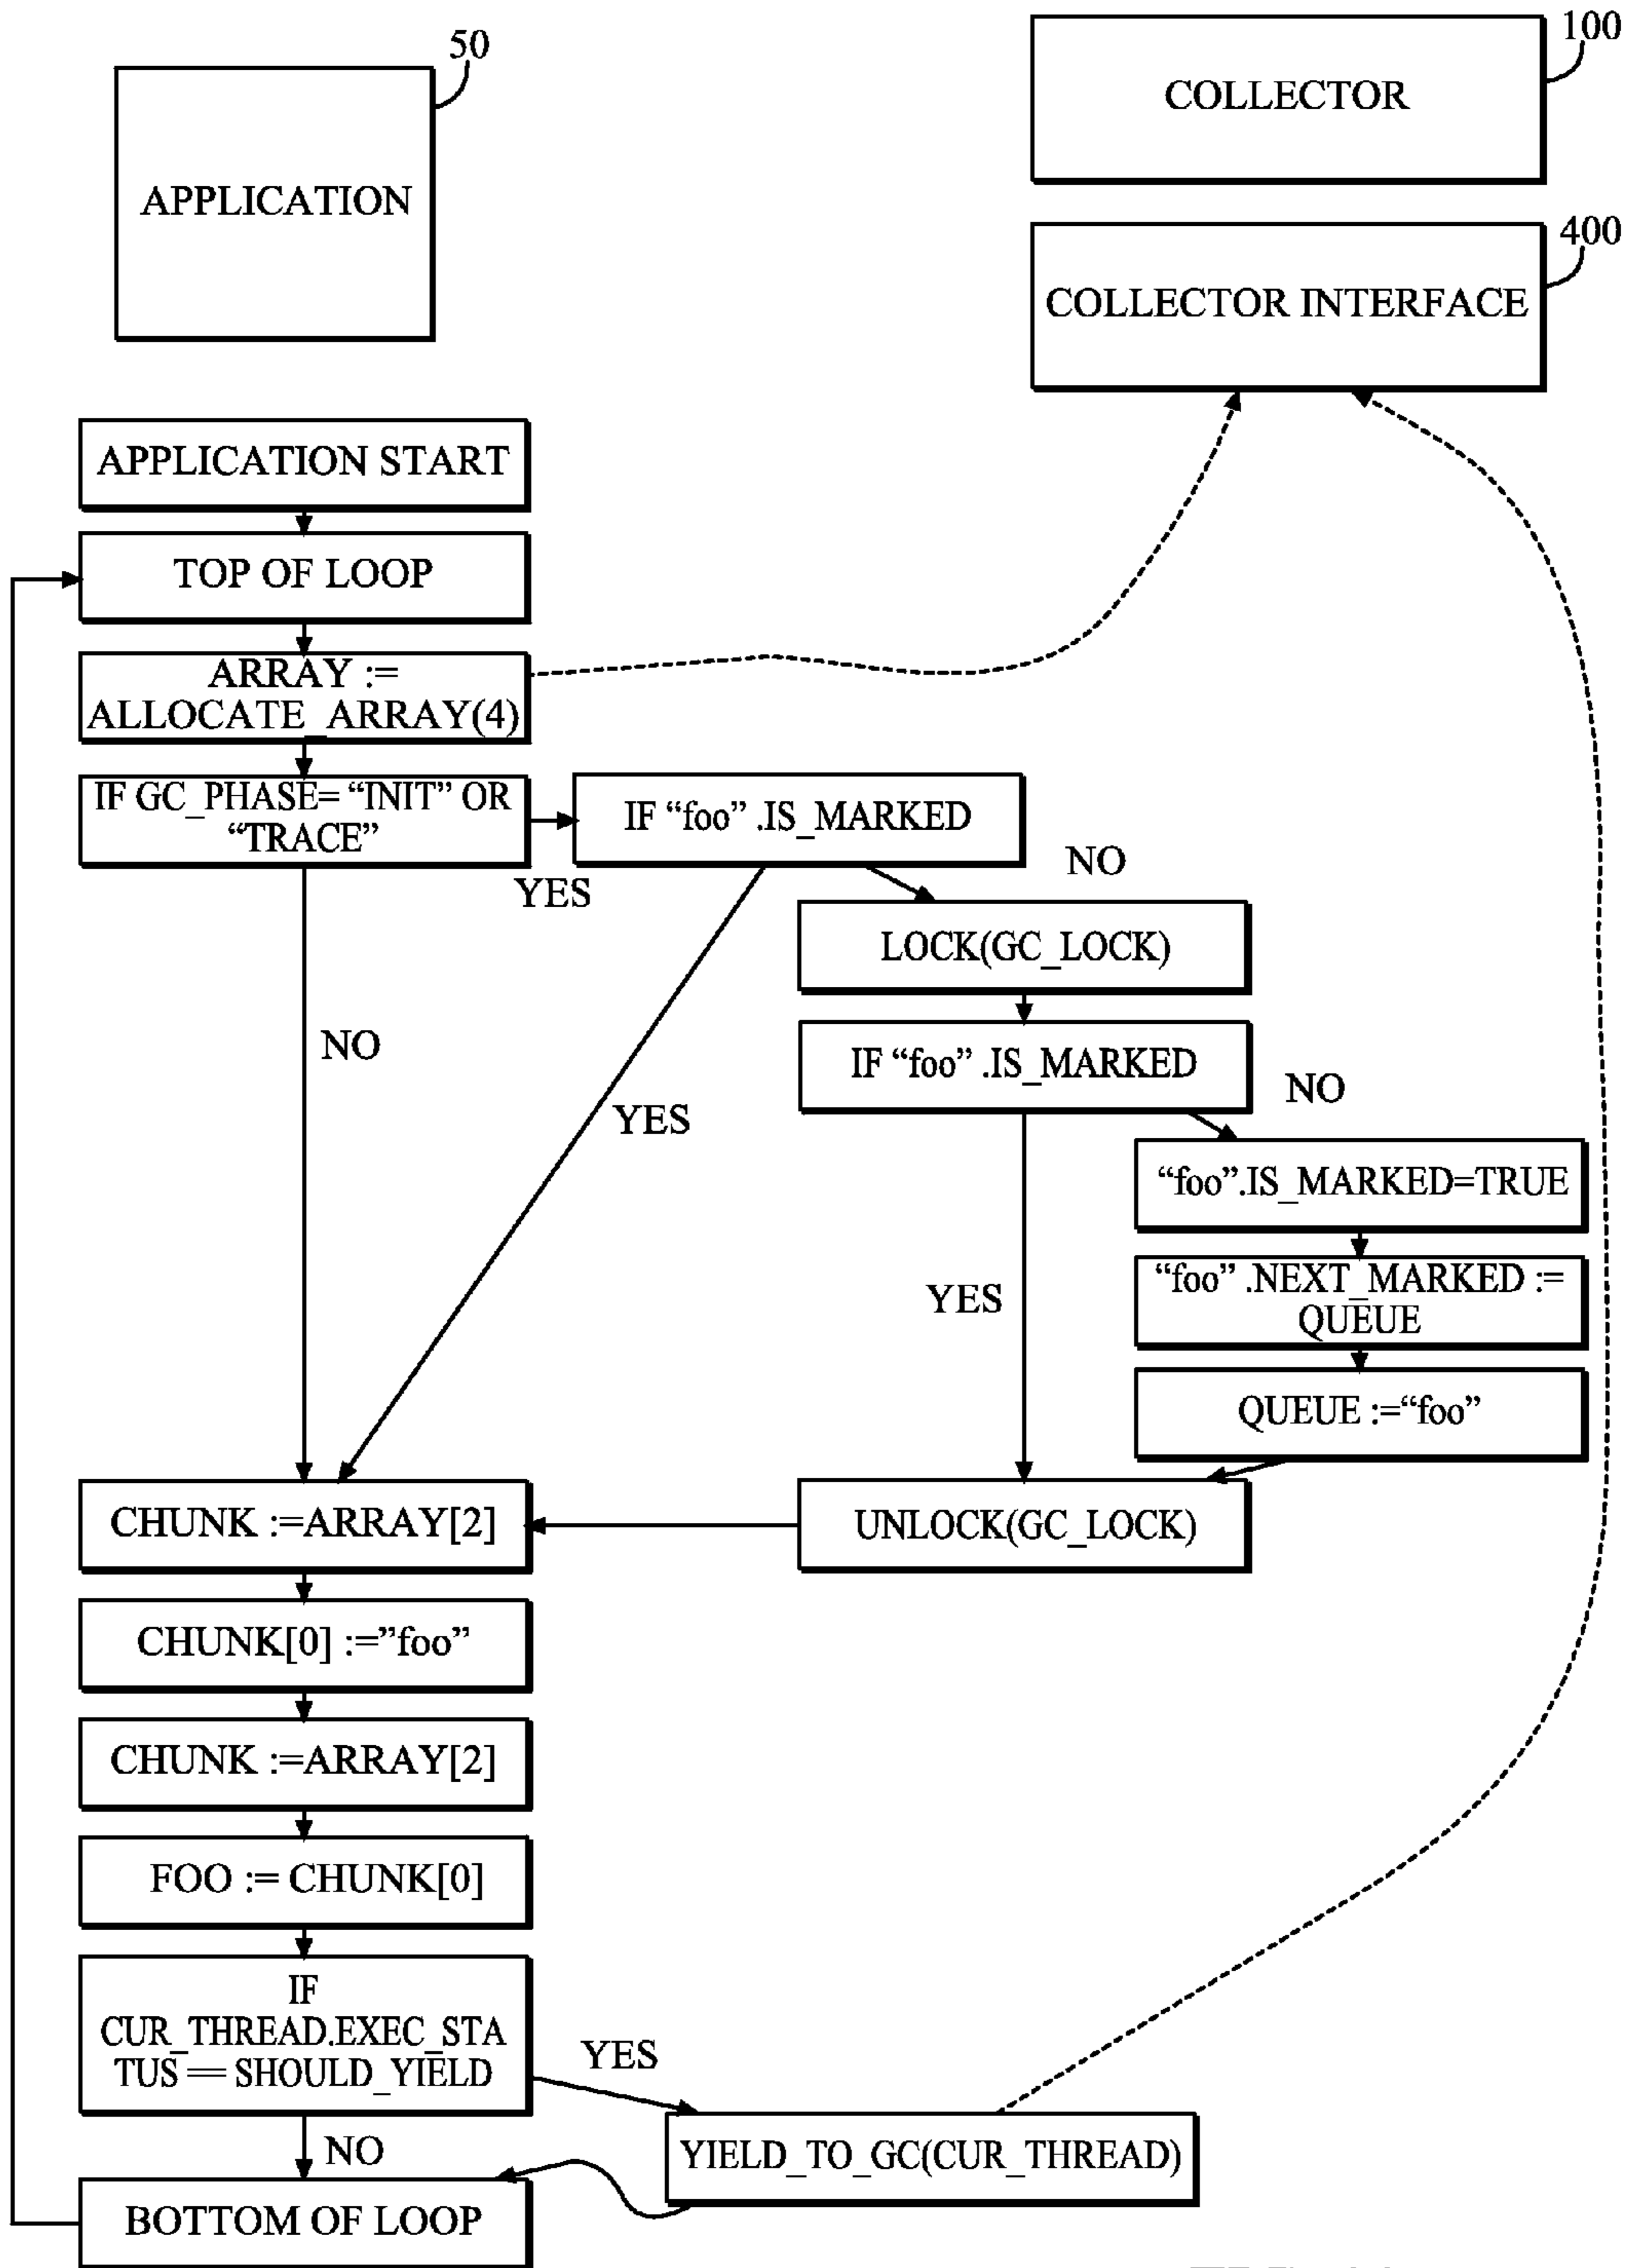 50
APPLICATION
100
COLLECTOR
400
COLLECTOR INTERFACE
APPLICATION START
TOP OF LOOP
ARRAY :=
ALLOCATE_ARRAY(4)
IF GC_PHASE= “INIT” OR
“TRACE”
YES
IF “foo” .IS_MARKED
NO
LOCK(GC_LOCK)
NO
YES
IF “foo” .IS_MARKED
NO
“foo”.IS_MARKED=TRUE
“foo” .NEXT_MARKED :=
QUEUE
YES
QUEUE :=“foo”
CHUNK :=ARRAY[2]
UNLOCK(GC_LOCK)
CHUNK[0] :=”foo”
CHUNK :=ARRAY[2]
FOO := CHUNK[0]
IF
CUR_THREAD.EXEC_STA
TUS == SHOULD_YIELD
YES
NO
YIELD_TO_GC(CUR_THREAD)
BOTTOM OF LOOP